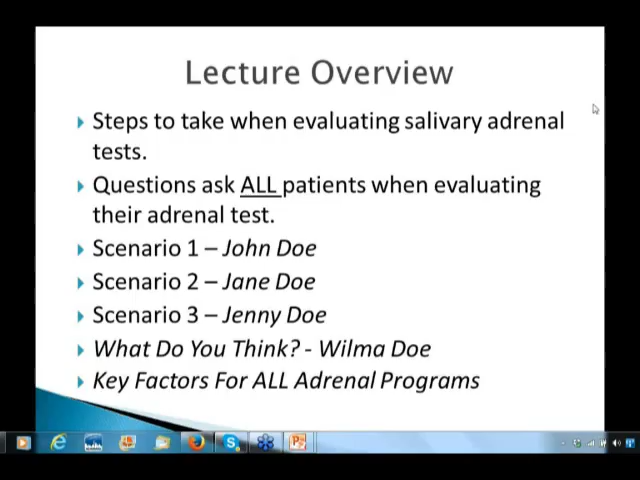 Lecture Overview
Steps to take when evaluating salivary adrenal
tests.
Questions ask ALL patients when evaluating
their adrenal test.
Scenario 1 – John Doe
Scenario 2 – Jane Doe
Scenario 3 – Jenny Doe
What Do You Think? - Wilma Doe
Key Factors For ALL Adrenal Programs